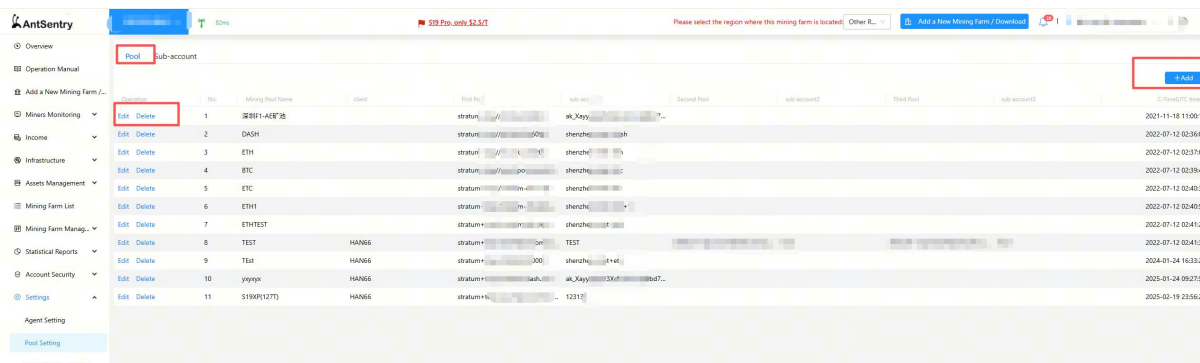 AntSentry
82ms
S19 Pro, only $2.5/T
Please select the region where this mining farm is located: Other R...
Add a New Mining Farm / Download
Overview
Operation Manual
Add a New Mining Farm /...
Miners Monitoring
Income
Infrastructure
Assets Management
Mining Farm List
Mining Farm Manag...
Statistical Reports
Account Security
Settings
Agent Setting
Pool Setting
Pool Sub-account
+ Add
Operation No. Mining Pool Name client First Po sub-acc Second Pool sub-account2 Third Pool sub-account3 C-Time(UTC time
Edit Delete 1 深圳F1-AE矿池 ak_Xayy 7... 2021-11-18 11:00:
Edit Delete 2 DASH 2022-07-12 02:36:
Edit Delete 3 ETH 2022-07-12 02:37:
Edit Delete 4 BTC 2022-07-12 02:39:
Edit Delete 5 ETC 2022-07-12 02:40:
Edit Delete 6 ETH1 2022-07-12 02:40:
Edit Delete 7 ETHTEST 2022-07-12 02:41:
Edit Delete 8 TEST HAN66 TEST 2022-07-12 02:41:
Edit Delete 9 TEst HAN66 2024-01-24 16:33:
Edit Delete 10 yxyxyx HAN66 2025-01-24 09:27:
Edit Delete 11 S19XP(127T) HAN66 2025-02-19 23:56: